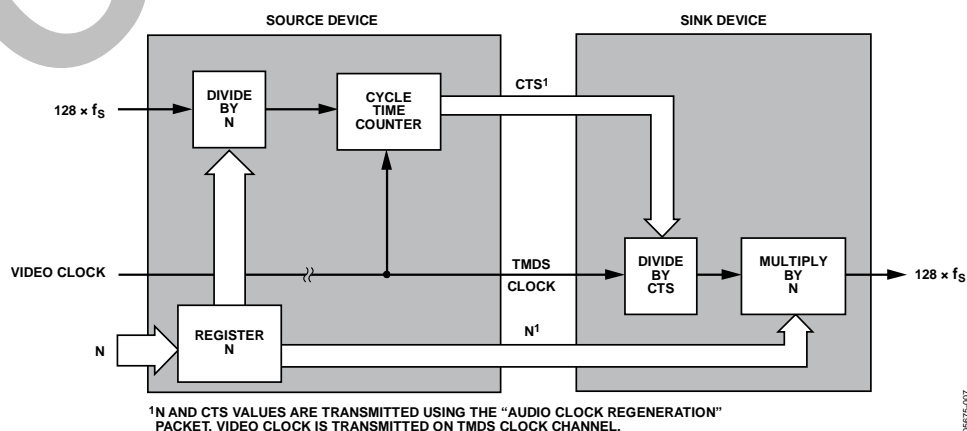 SOURCE DEVICE
SINK DEVICE
128 × fS
DIVIDE
BY
N
CYCLE
TIME
COUNTER
CTS1
VIDEO CLOCK
TMDS
CLOCK
DIVIDE
BY
CTS
MULTIPLY
BY
N
128 × fS
N
REGISTER
N
N1
1N AND CTS VALUES ARE TRANSMITTED USING THE “AUDIO CLOCK REGENERATION”
PACKET. VIDEO CLOCK IS TRANSMITTED ON TMDS CLOCK CHANNEL.